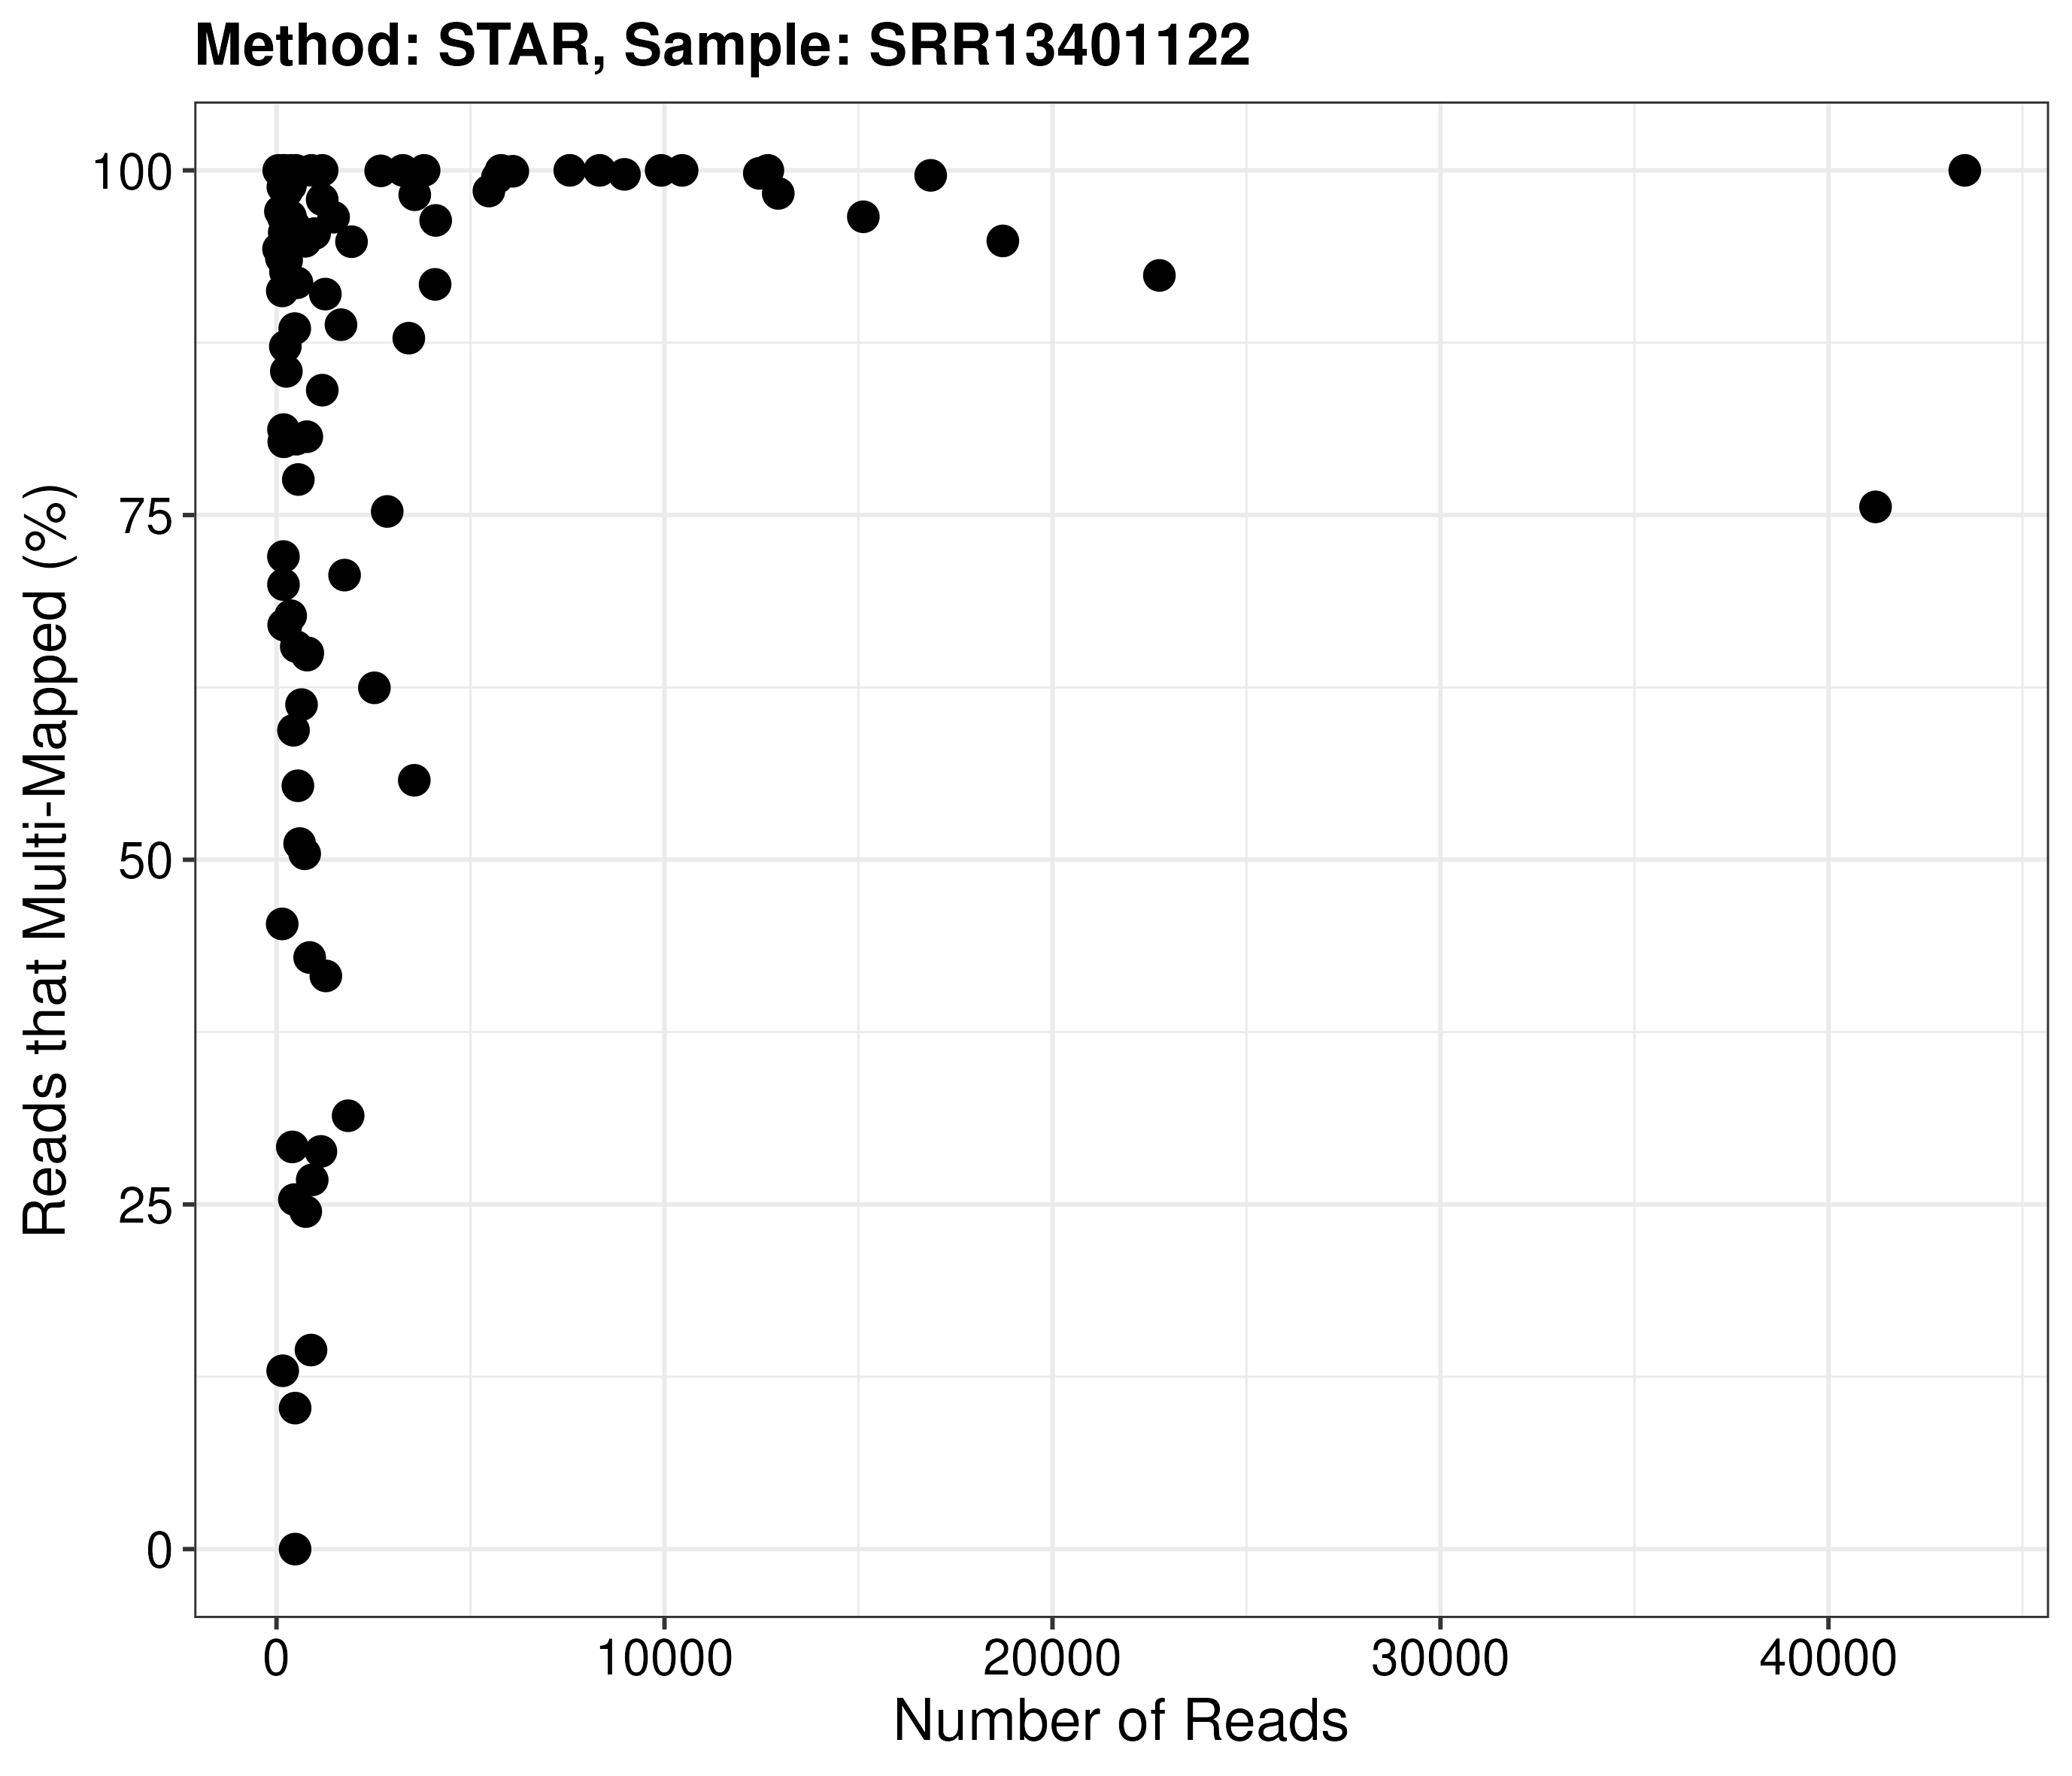 Method: STAR, Sample: SRR13401122
Reads that Multi-Mapped (%)
100
75
50
25
0
0 10000 20000 30000 40000
Number of Reads